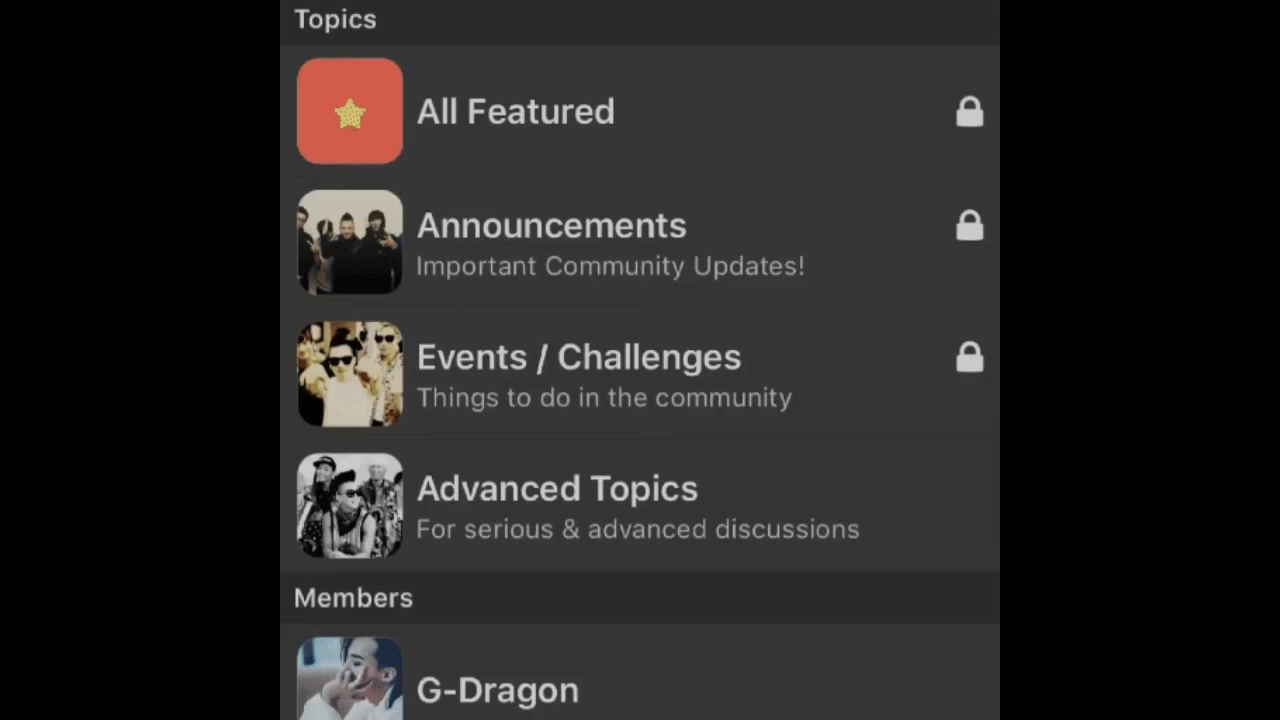 Topics
All Featured
Announcements
Important Community Updates!
Events / Challenges
Things to do in the community
Advanced Topics
For serious & advanced discussions
Members
G-Dragon